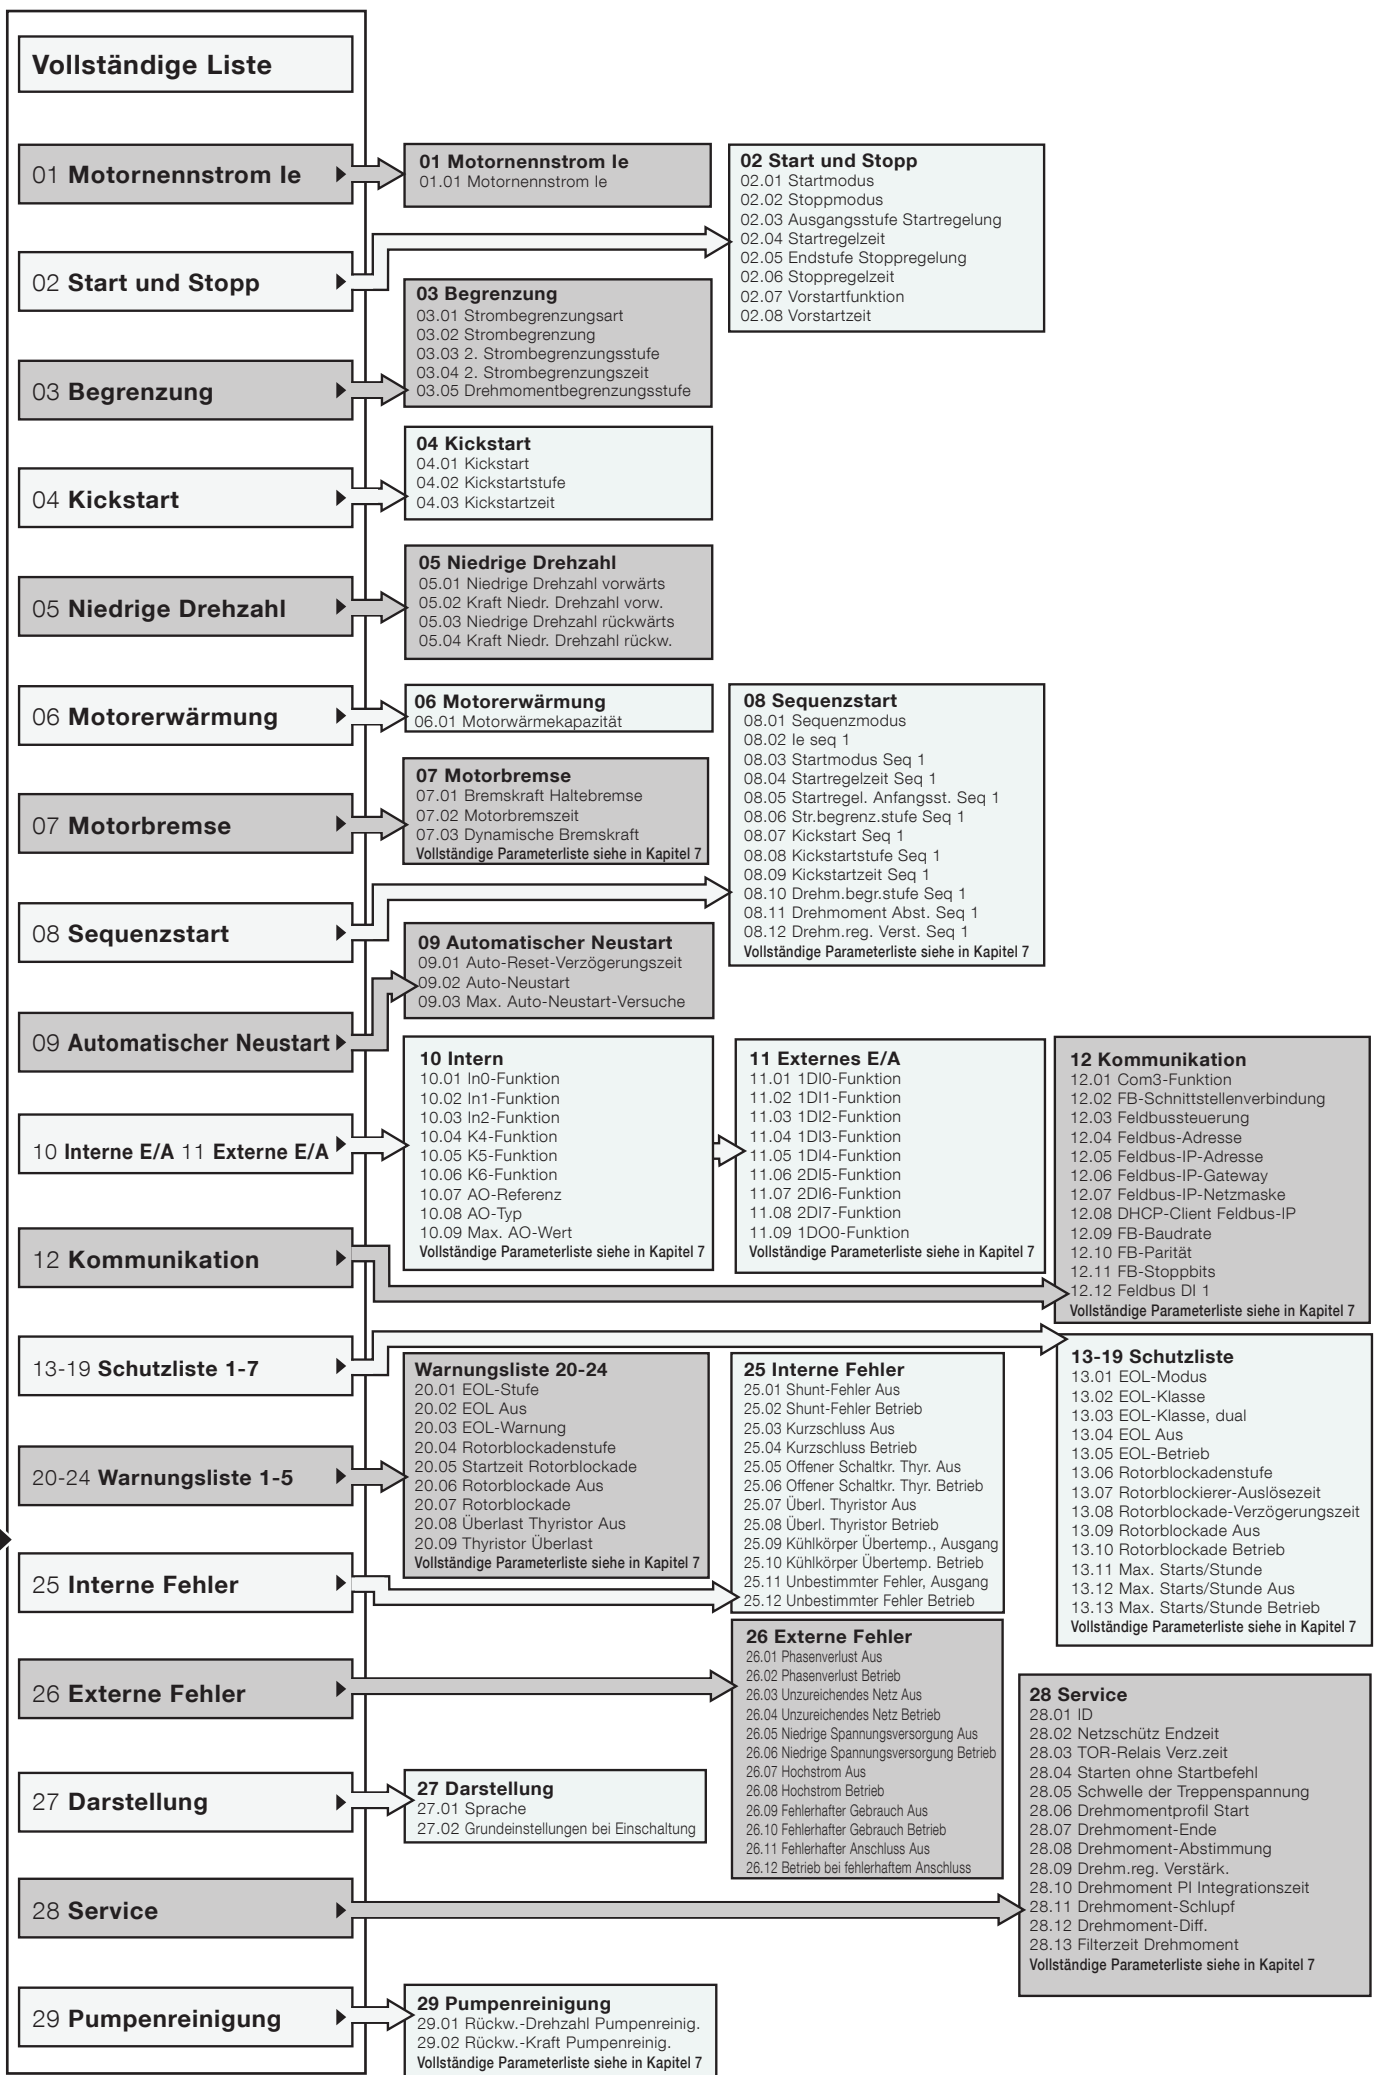 Vollständige Liste
01 Motornennstrom Ie
02 Start und Stopp
03 Begrenzung
04 Kickstart
05 Niedrige Drehzahl
06 Motorerwärmung
07 Motorbremse
08 Sequenzstart
09 Automatischer Neustart
10 Interne E/A 11 Externe E/A
12 Kommunikation
13-19 Schutzliste 1-7
20-24 Warnungsliste 1-5
25 Interne Fehler
26 Externe Fehler
27 Darstellung
28 Service
29 Pumpenreinigung
01 Motornennstrom Ie
01.01 Motornennstrom Ie
02 Start und Stopp
02.01 Startmodus
02.02 Stoppmodus
02.03 Ausgangsstufe Startregelung
02.04 Startregelzeit
02.05 Endstufe Stoppregelung
02.06 Stoppregelzeit
02.07 Vorstartfunktion
02.08 Vorstartzeit
03 Begrenzung
03.01 Strombegrenzungsart
03.02 Strombegrenzung
03.03 2. Strombegrenzungsstufe
03.04 2. Strombegrenzungszeit
03.05 Drehmomentbegrenzungsstufe
04 Kickstart
04.01 Kickstart
04.02 Kickstartstufe
04.03 Kickstartzeit
05 Niedrige Drehzahl
05.01 Niedrige Drehzahl vorwärts
05.02 Kraft Niedr. Drehzahl vorw.
05.03 Niedrige Drehzahl rückwärts
05.04 Kraft Niedr. Drehzahl rückw.
06 Motorerwärmung
06.01 Motorwärmekapazität
07 Motorbremse
07.01 Bremskraft Haltebremse
07.02 Motorbremszeit
07.03 Dynamische Bremskraft
Vollständige Parameterliste siehe in Kapitel 7
08 Sequenzstart
08.01 Sequenzmodus
08.02 Ie seq 1
08.03 Startmodus Seq 1
08.04 Startregelzeit Seq 1
08.05 Startregel. Anfangsst. Seq 1
08.06 Str.begrenz.stufe Seq 1
08.07 Kickstart Seq 1
08.08 Kickstartstufe Seq 1
08.09 Kickstartzeit Seq 1
08.10 Drehm.begr.stufe Seq 1
08.11 Drehmoment Abst. Seq 1
08.12 Drehm.reg. Verst. Seq 1
Vollständige Parameterliste siehe in Kapitel 7
09 Automatischer Neustart
09.01 Auto-Reset-Verzögerungszeit
09.02 Auto-Neustart
09.03 Max. Auto-Neustart-Versuche
10 Intern
10.01 In0-Funktion
10.02 In1-Funktion
10.03 In2-Funktion
10.04 K4-Funktion
10.05 K5-Funktion
10.06 K6-Funktion
10.07 AO-Referenz
10.08 AO-Typ
10.09 Max. AO-Wert
Vollständige Parameterliste siehe in Kapitel 7
11 Externes E/A
11.01 1DI0-Funktion
11.02 1DI1-Funktion
11.03 1DI2-Funktion
11.04 1DI3-Funktion
11.05 1DI4-Funktion
11.06 2DI5-Funktion
11.07 2DI6-Funktion
11.08 2DI7-Funktion
11.09 1DO0-Funktion
Vollständige Parameterliste siehe in Kapitel 7
12 Kommunikation
12.01 Com3-Funktion
12.02 FB-Schnittstellenverbindung
12.03 Feldbussteuerung
12.04 Feldbus-Adresse
12.05 Feldbus-IP-Adresse
12.06 Feldbus-IP-Gateway
12.07 Feldbus-IP-Netzmaske
12.08 DHCP-Client Feldbus-IP
12.09 FB-Baudrate
12.10 FB-Parität
12.11 FB-Stoppbits
12.12 Feldbus DI 1
Vollständige Parameterliste siehe in Kapitel 7
13-19 Schutzliste
13.01 EOL-Modus
13.02 EOL-Klasse
13.03 EOL-Klasse, dual
13.04 EOL Aus
13.05 EOL-Betrieb
13.06 Rotorblockadenstufe
13.07 Rotorblockierer-Auslösezeit
13.08 Rotorblockade-Verzögerungszeit
13.09 Rotorblockade Aus
13.10 Rotorblockade Betrieb
13.11 Max. Starts/Stunde
13.12 Max. Starts/Stunde Aus
13.13 Max. Starts/Stunde Betrieb
Vollständige Parameterliste siehe in Kapitel 7
Warnungsliste 20-24
20.01 EOL-Stufe
20.02 EOL Aus
20.03 EOL-Warnung
20.04 Rotorblockadenstufe
20.05 Startzeit Rotorblockade
20.06 Rotorblockade Aus
20.07 Rotorblockade
20.08 Überlast Thyristor Aus
20.09 Thyristor Überlast
Vollständige Parameterliste siehe in Kapitel 7
25 Interne Fehler
25.01 Shunt-Fehler Aus
25.02 Shunt-Fehler Betrieb
25.03 Kurzschluss Aus
25.04 Kurzschluss Betrieb
25.05 Offener Schaltkr. Thyr. Aus
25.06 Offener Schaltkr. Thyr. Betrieb
25.07 Überl. Thyristor Aus
25.08 Überl. Thyristor Betrieb
25.09 Kühlkörper Übertemp., Ausgang
25.10 Kühlkörper Übertemp. Betrieb
25.11 Unbestimmter Fehler, Ausgang
25.12 Unbestimmter Fehler Betrieb
26 Externe Fehler
26.01 Phasenverlust Aus
26.02 Phasenverlust Betrieb
26.03 Unzureichendes Netz Aus
26.04 Unzureichendes Netz Betrieb
26.05 Niedrige Spannungsversorgung Aus
26.06 Niedrige Spannungsversorgung Betrieb
26.07 Hochstrom Aus
26.08 Hochstrom Betrieb
26.09 Fehlerhafter Gebrauch Aus
26.10 Fehlerhafter Gebrauch Betrieb
26.11 Fehlerhafter Anschluss Aus
26.12 Betrieb bei fehlerhaftem Anschluss
27 Darstellung
27.01 Sprache
27.02 Grundeinstellungen bei Einschaltung
28 Service
28.01 ID
28.02 Netzschütz Endzeit
28.03 TOR-Relais Verz.zeit
28.04 Starten ohne Startbefehl
28.05 Schwelle der Treppenspannung
28.06 Drehmomentprofil Start
28.07 Drehmoment-Ende
28.08 Drehmoment-Abstimmung
28.09 Drehm.reg. Verstärk.
28.10 Drehmoment PI Integrationszeit
28.11 Drehmoment-Schlupf
28.12 Drehmoment-Diff.
28.13 Filterzeit Drehmoment
Vollständige Parameterliste siehe in Kapitel 7
29 Pumpenreinigung
29.01 Rückw.-Drehzahl Pumpenreinig.
29.02 Rückw.-Kraft Pumpenreinig.
Vollständige Parameterliste siehe in Kapitel 7